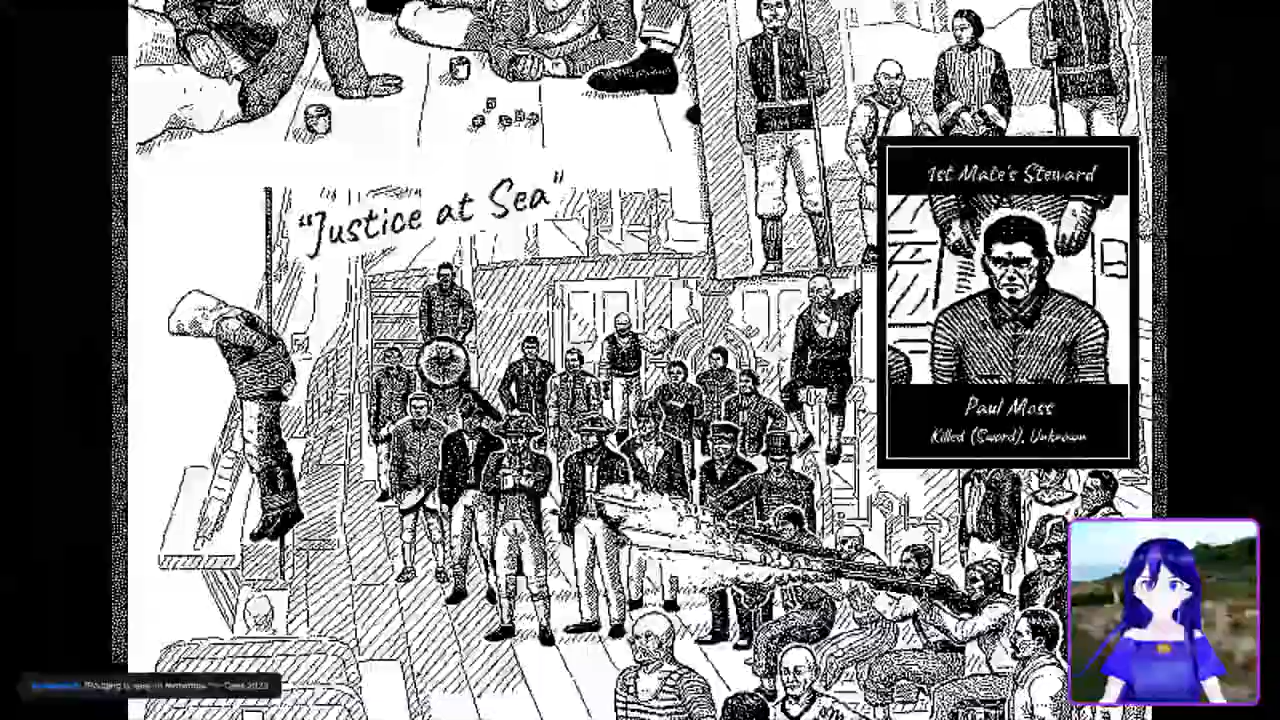 "Justice at Sea"
1st Mate's Steward
Paul Moss
Killed (Sword), Unknown